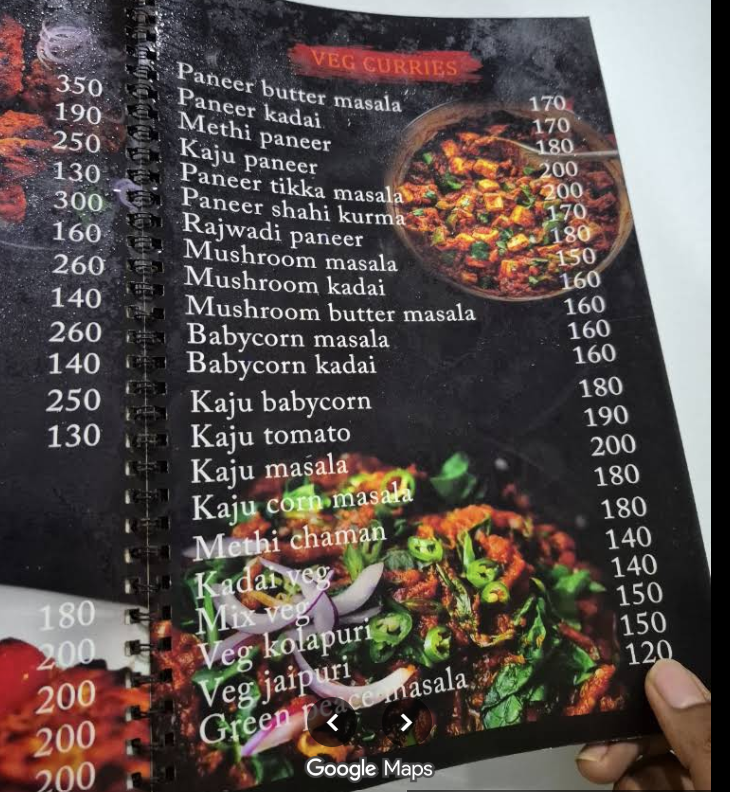 350
190
250
130
300
160
260
140
260
140
250
130
180
200
200
200
200
VEG CURRIES
Paneer butter masala 170
Paneer kadai 170
Methi paneer 180
Kaju paneer 200
Paneer tikka masala 200
Paneer shahi kurma 170
Rajwadi paneer 180
Mushroom masala 150
Mushroom kadai 160
Mushroom butter masala 160
Babycorn masala 160
Babycorn kadai 160
Kaju babycorn 180
Kaju tomato 190
Kaju masala 200
Kaju corn masala 180
Methi chaman 180
Kadai veg 140
Mix veg 140
Veg kolapuri 150
Veg jaipuri 150
Green peace masala 120
Google Maps